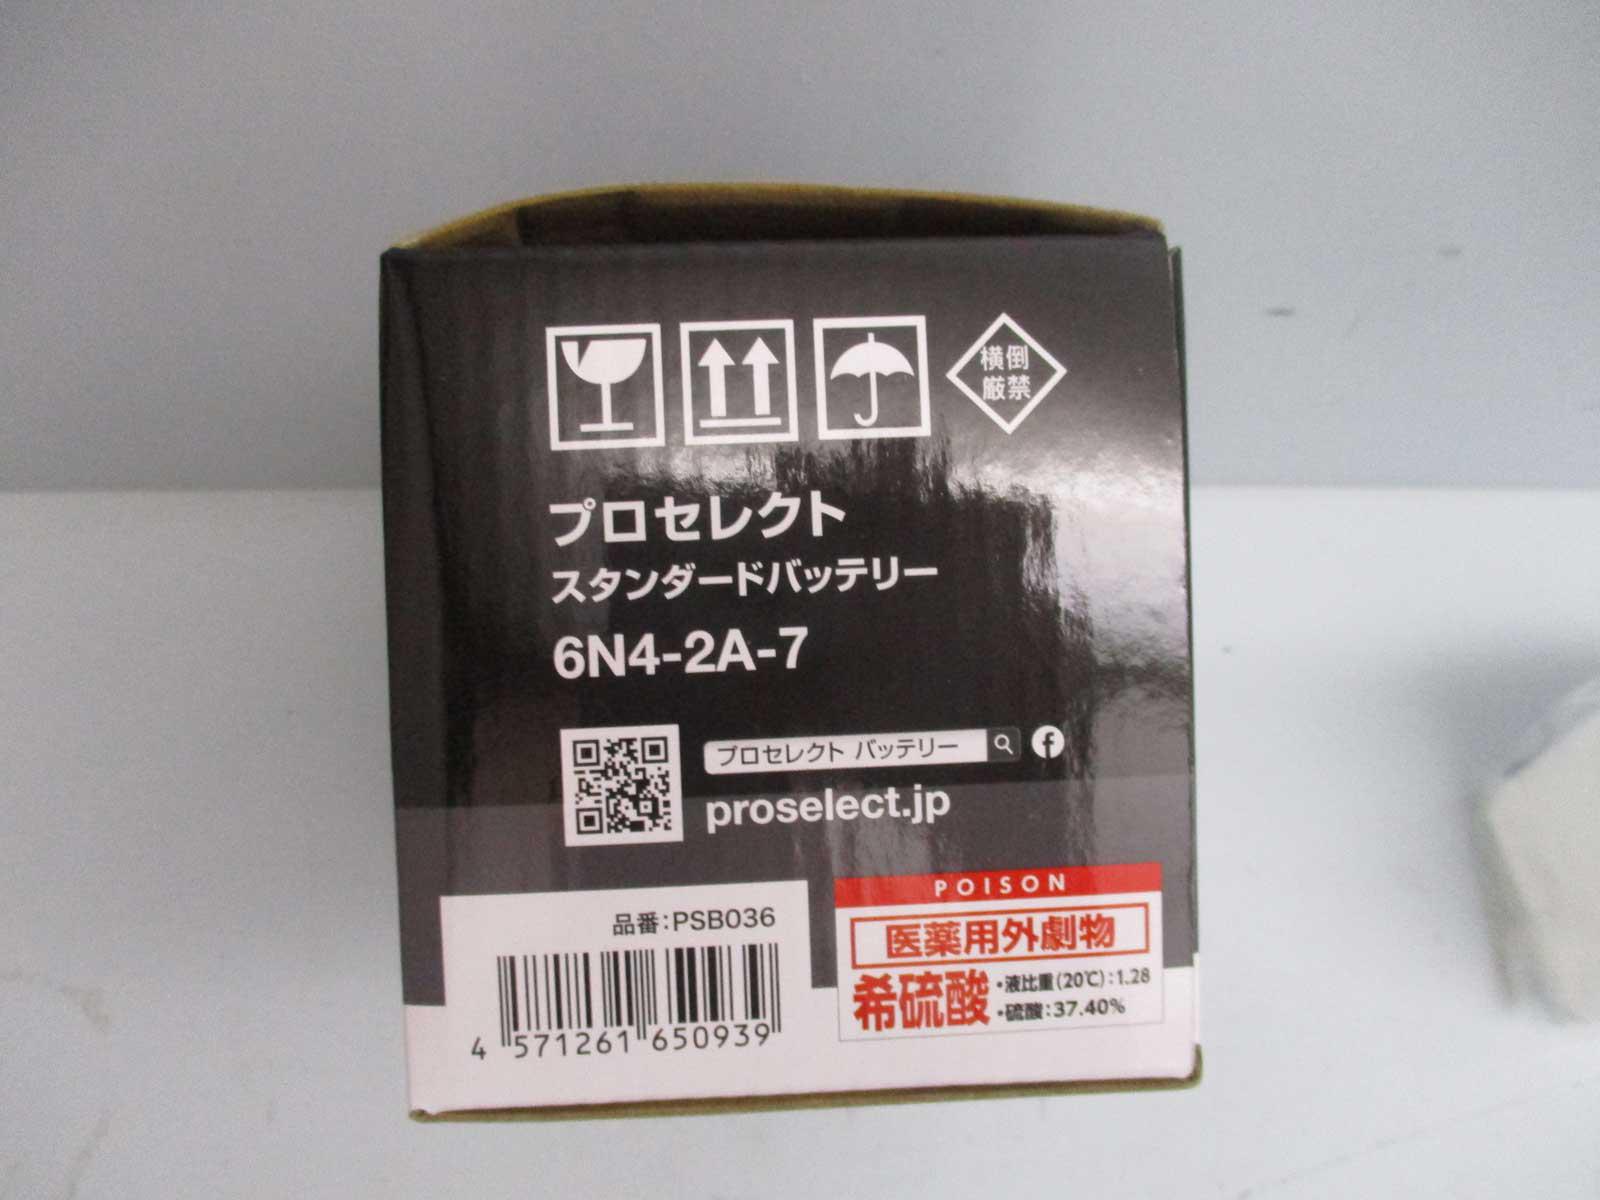 横倒
厳禁
プロセレクト
スタンダードバッテリー
6N4-2A-7
プロセレクト バッテリー
proselect.jp
品番:PSB036
4 571261 650939
POISON
医薬用外劇物
希硫酸
・液比重(20℃):1.28
・硫酸:37.40%